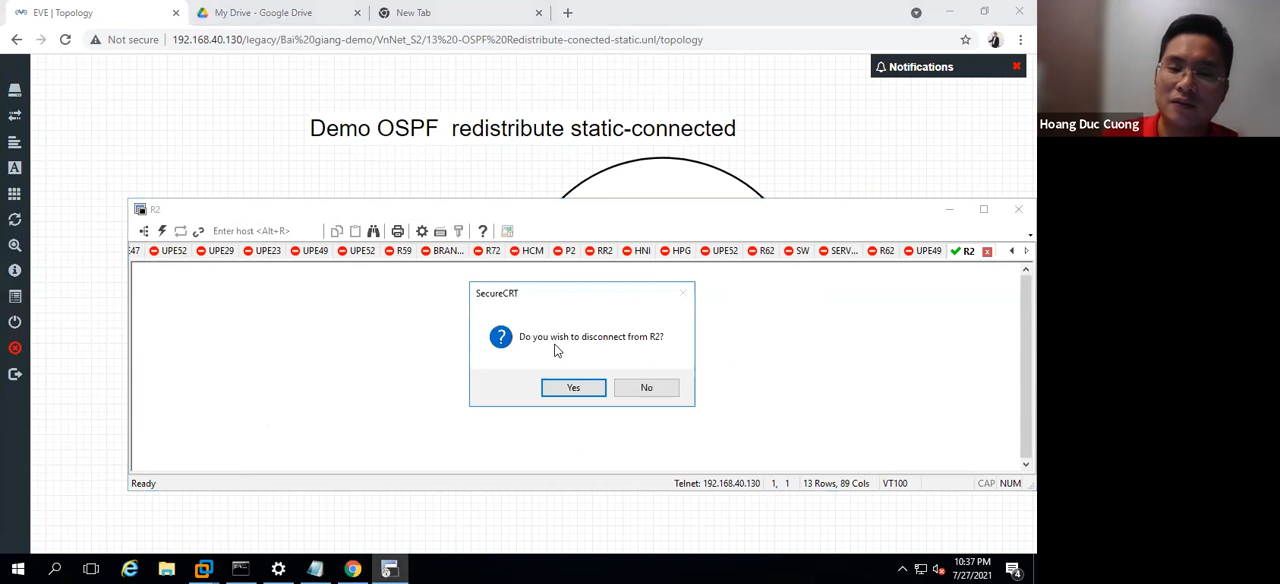 EVE | Topology
My Drive - Google Drive
New Tab
Not secure
192.168.40.130/legacy/Bai%20giang-demo/VnNet_S2/13%20-OSPF%20Redistribute-conected-static.unl/topology
Notifications
Hoang Duc Cuong
Demo OSPF redistribute static-connected
R2
Enter host <Alt+R>
47 UPE52 UPE29 UPE23 UPE49 UPE52 R59 BRAN... R72 HCM P2 RR2 HNI HPG UPE52 R62 SW SERV... R62 UPE49 R2
SecureCRT
Do you wish to disconnect from R2?
Yes No
Ready Telnet: 192.168.40.130 1, 1 13 Rows, 89 Cols VT100 CAP NUM
10:37 PM
7/27/2021
4